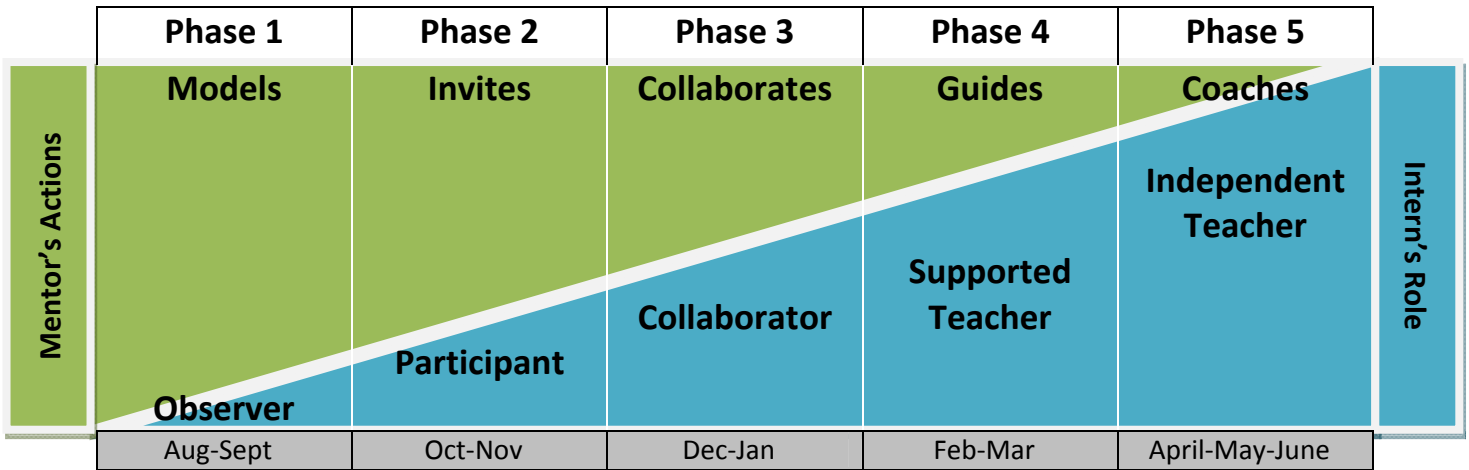 Phase 1 Phase 2 Phase 3 Phase 4 Phase 5
Mentor's Actions
Models Invites Collaborates Guides Coaches
Independent
Teacher
Supported
Teacher
Collaborator
Participant
Observer
Intern's Role
Aug-Sept Oct-Nov Dec-Jan Feb-Mar April-May-June